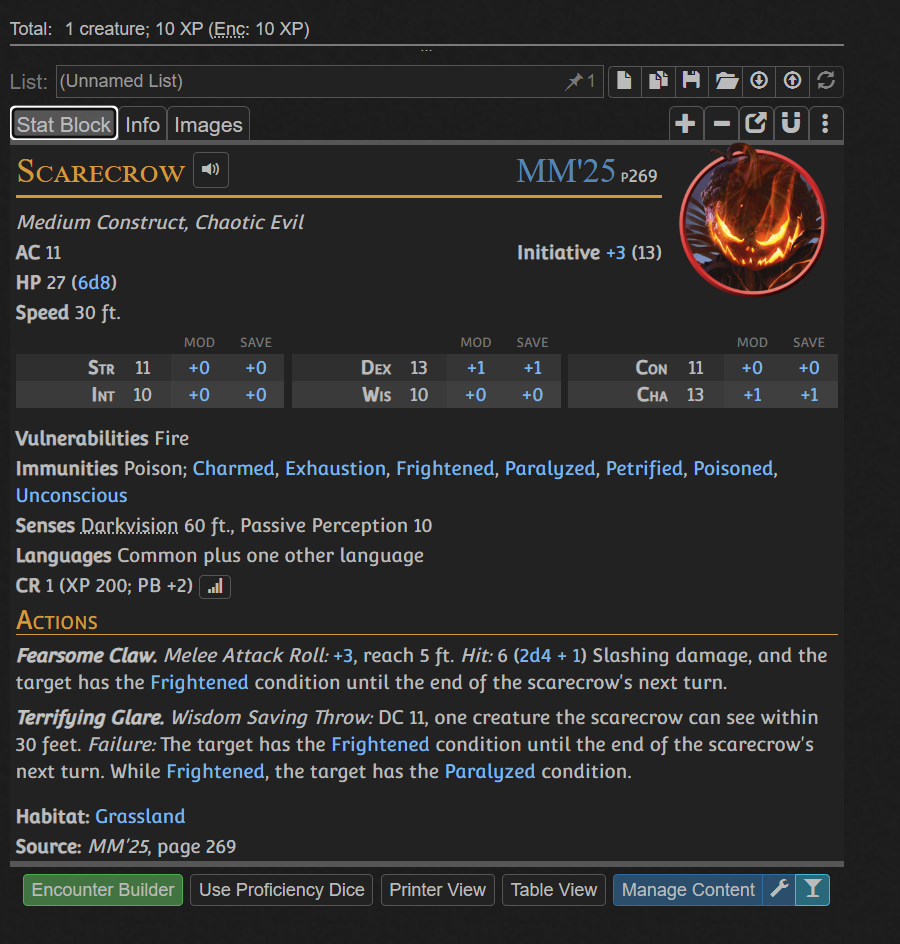 Total: 1 creature; 10 XP (Enc: 10 XP)
...
List: (Unnamed List) 1
Stat Block Info Images
Scarecrow MM'25 p269
Medium Construct, Chaotic Evil
AC 11 Initiative +3 (13)
HP 27 (6d8)
Speed 30 ft.
MOD SAVE MOD SAVE MOD SAVE
Str 11 +0 +0 Dex 13 +1 +1 Con 11 +0 +0
Int 10 +0 +0 Wis 10 +0 +0 Cha 13 +1 +1
Vulnerabilities Fire
Immunities Poison; Charmed, Exhaustion, Frightened, Paralyzed, Petrified, Poisoned,
Unconscious
Senses Darkvision 60 ft., Passive Perception 10
Languages Common plus one other language
CR 1 (XP 200; PB +2)
Actions
Fearsome Claw. Melee Attack Roll: +3, reach 5 ft. Hit: 6 (2d4 + 1) Slashing damage, and the
target has the Frightened condition until the end of the scarecrow's next turn.
Terrifying Glare. Wisdom Saving Throw: DC 11, one creature the scarecrow can see within
30 feet. Failure: The target has the Frightened condition until the end of the scarecrow's
next turn. While Frightened, the target has the Paralyzed condition.
Habitat: Grassland
Source: MM'25, page 269
Encounter Builder Use Proficiency Dice Printer View Table View Manage Content